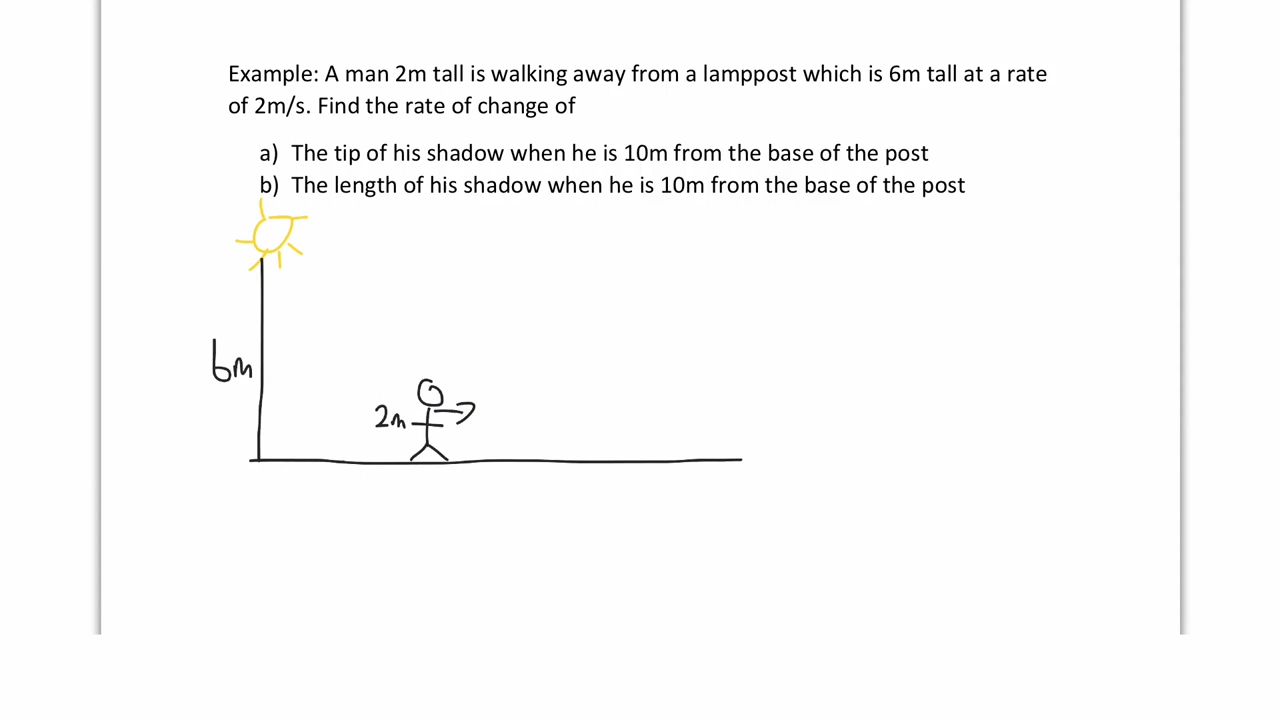 Example: A man 2m tall is walking away from a lamppost which is 6m tall at a rate
of 2m/s. Find the rate of change of
a) The tip of his shadow when he is 10m from the base of the post
b) The length of his shadow when he is 10m from the base of the post
6m
2m